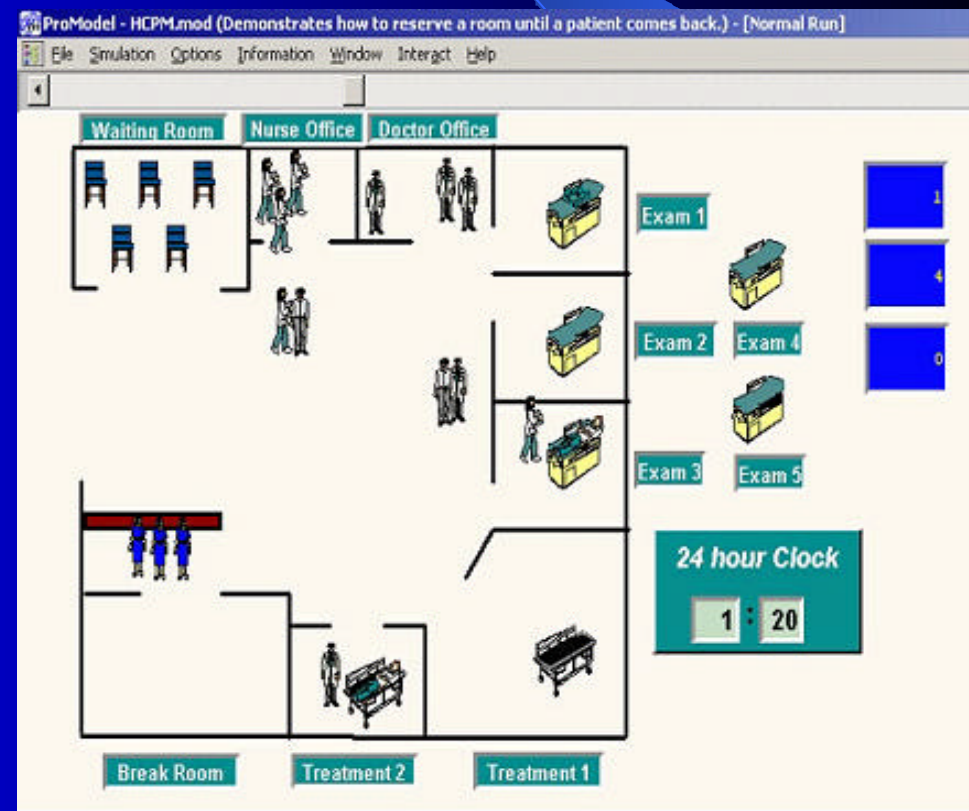 ProModel - HCPM.mod (Demonstrates how to reserve a room until a patient comes back.) - [Normal Run]
File Simulation Options Information Window Interact Help
Waiting Room Nurse Office Doctor Office
1
Exam 1
4
Exam 2 Exam 4
0
Exam 3 Exam 5
24 hour Clock
1 : 20
Break Room Treatment 2 Treatment 1